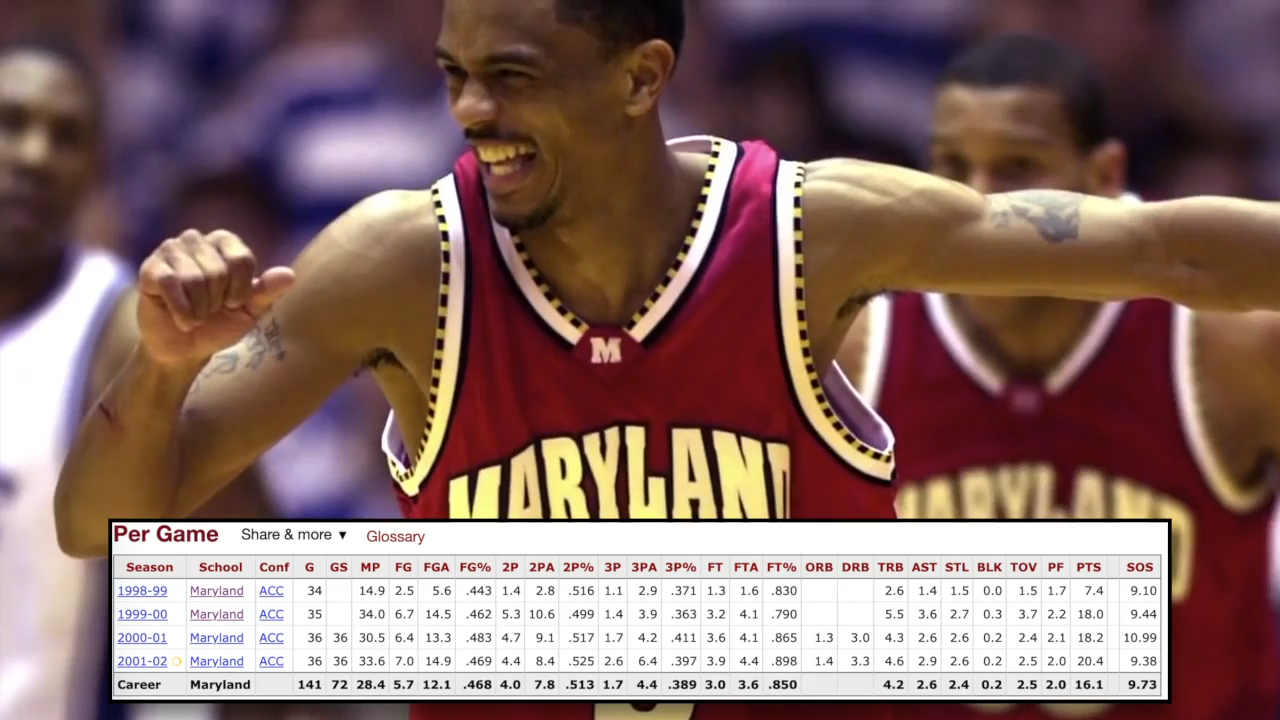 M
MARYLAND
MARYLAND
Per Game Share & more ▼ Glossary
Season School Conf G GS MP FG FGA FG% 2P 2PA 2P% 3P 3PA 3P% FT FTA FT% ORB DRB TRB AST STL BLK TOV PF PTS SOS
1998-99 Maryland ACC 34 14.9 2.5 5.6 .443 1.4 2.8 .516 1.1 2.9 .371 1.3 1.6 .830 2.6 1.4 1.5 0.0 1.5 1.7 7.4 9.10
1999-00 Maryland ACC 35 34.0 6.7 14.5 .462 5.3 10.6 .499 1.4 3.9 .363 3.2 4.1 .790 5.5 3.6 2.7 0.3 3.7 2.2 18.0 9.44
2000-01 Maryland ACC 36 36 30.5 6.4 13.3 .483 4.7 9.1 .517 1.7 4.2 .411 3.6 4.1 .865 1.3 3.0 4.3 2.6 2.6 0.2 2.4 2.1 18.2 10.99
2001-02 Maryland ACC 36 36 33.6 7.0 14.9 .469 4.4 8.4 .525 2.6 6.4 .397 3.9 4.4 .898 1.4 3.3 4.6 2.9 2.6 0.2 2.5 2.0 20.4 9.38
Career Maryland 141 72 28.4 5.7 12.1 .468 4.0 7.8 .513 1.7 4.4 .389 3.0 3.6 .850 4.2 2.6 2.4 0.2 2.5 2.0 16.1 9.73